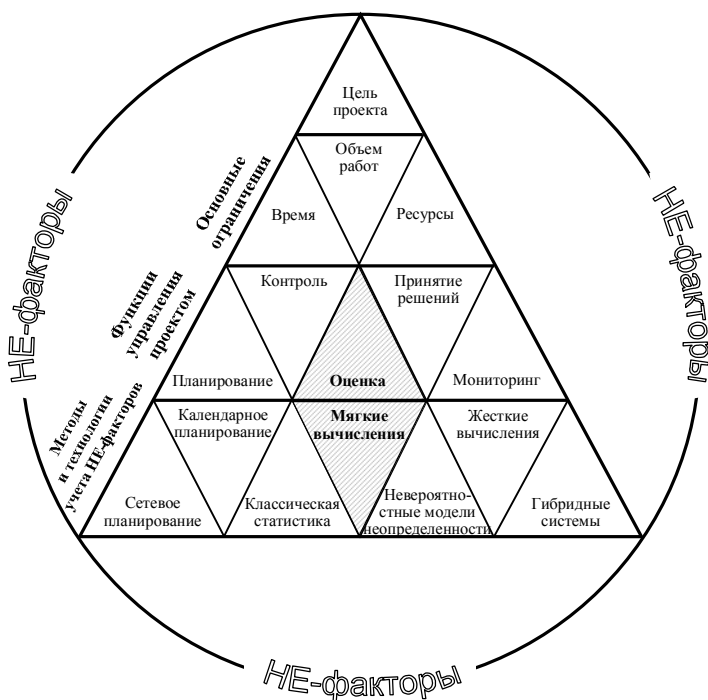 Цель
проекта
Объем
работ
Время
Ресурсы
Основные
ограничения
Контроль
Принятие
решений
Планирование
Оценка
Мониторинг
Функции
управления
проектом
Календарное
планирование
Мягкие
вычисления
Жесткие
вычисления
Сетевое
планирование
Классическая
статистика
Невероятно-
стные модели
неопределенности
Гибридные
системы
Методы
и технологии
учета НЕ-факторов
НЕ-факторы
НЕ-факторы
НЕ-факторы